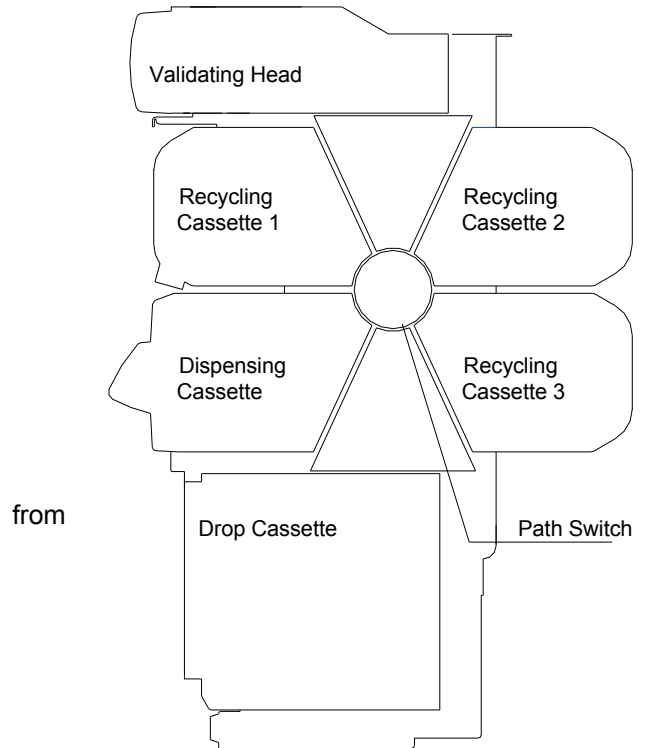 Validating Head
Recycling
Cassette 1
Recycling
Cassette 2
Dispensing
Cassette
Recycling
Cassette 3
from
Drop Cassette
Path Switch